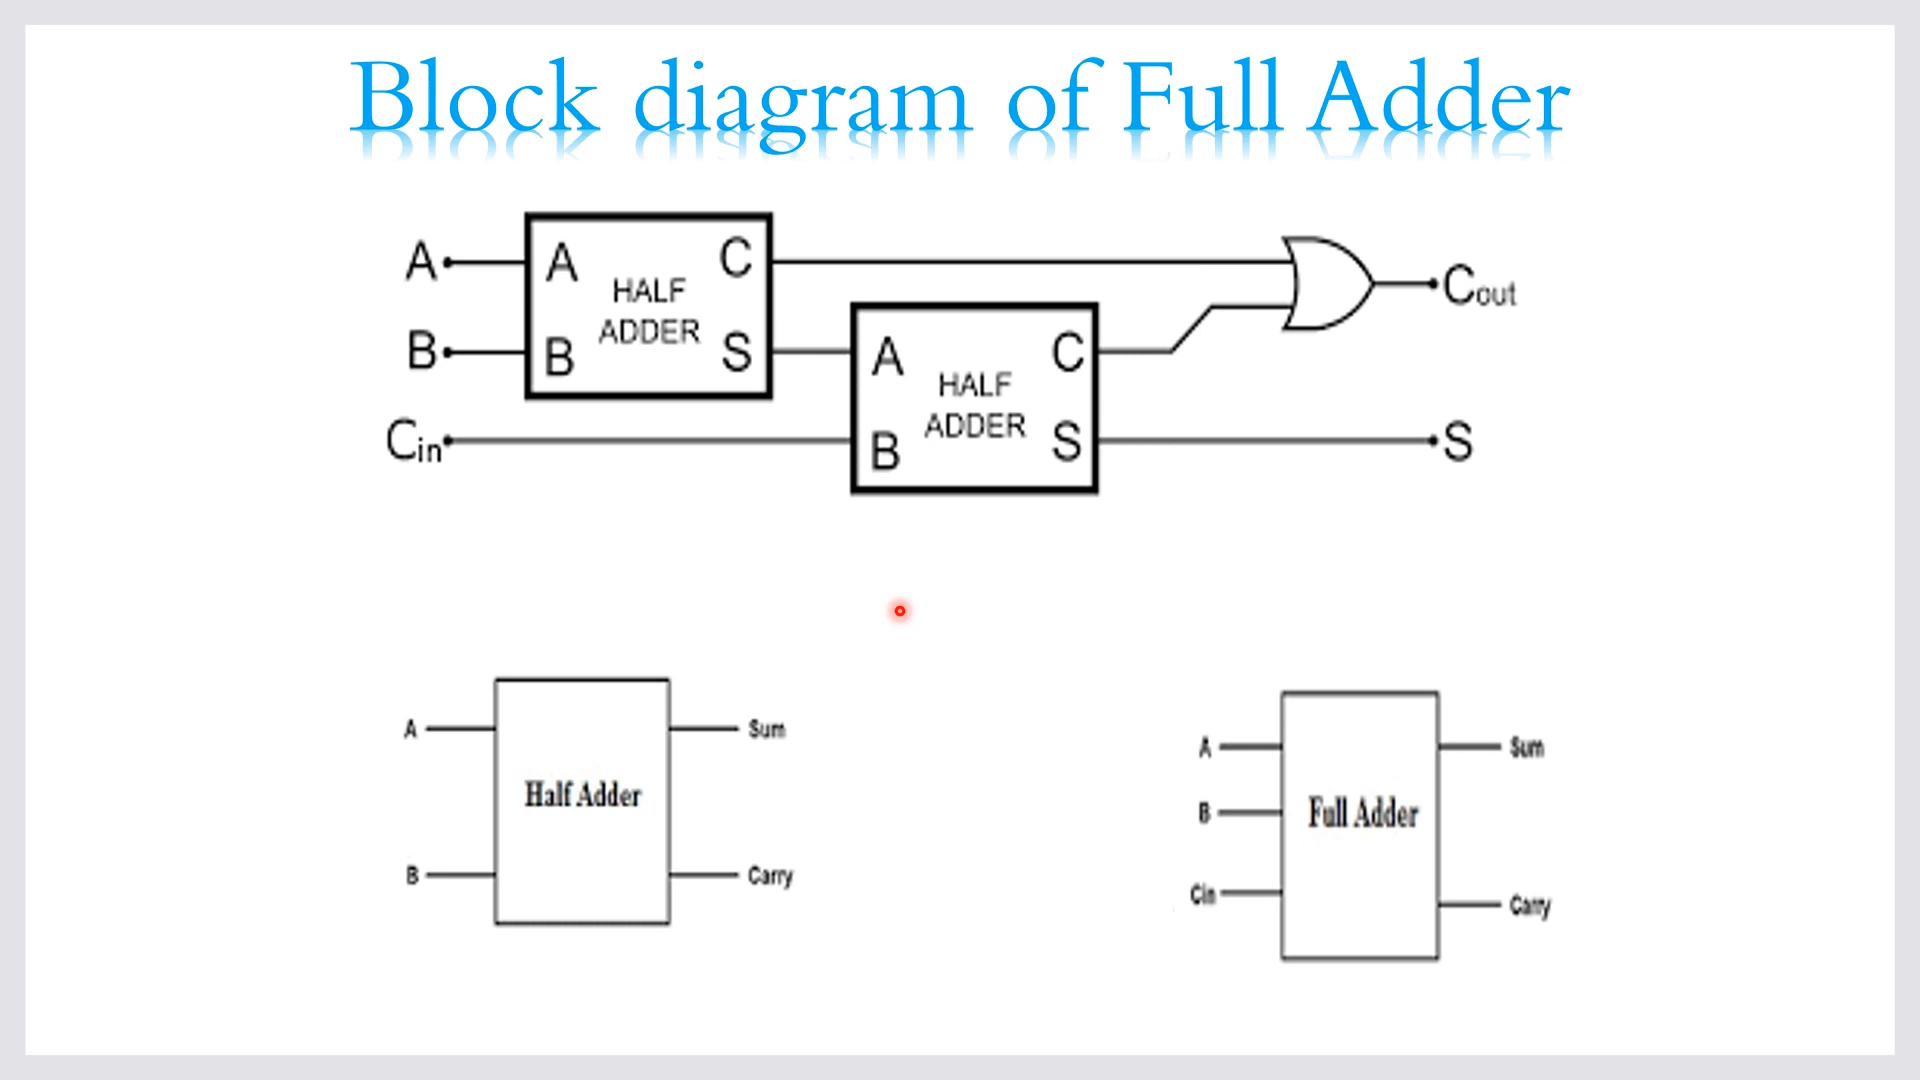 Block diagram of Full Adder
A
A
C
HALF
ADDER
B
B
S
Cout
A
C
HALF
ADDER
Cin
B
S
S
A
Sum
Half Adder
B
Carry
A
Sum
B
Full Adder
Cin
Carry